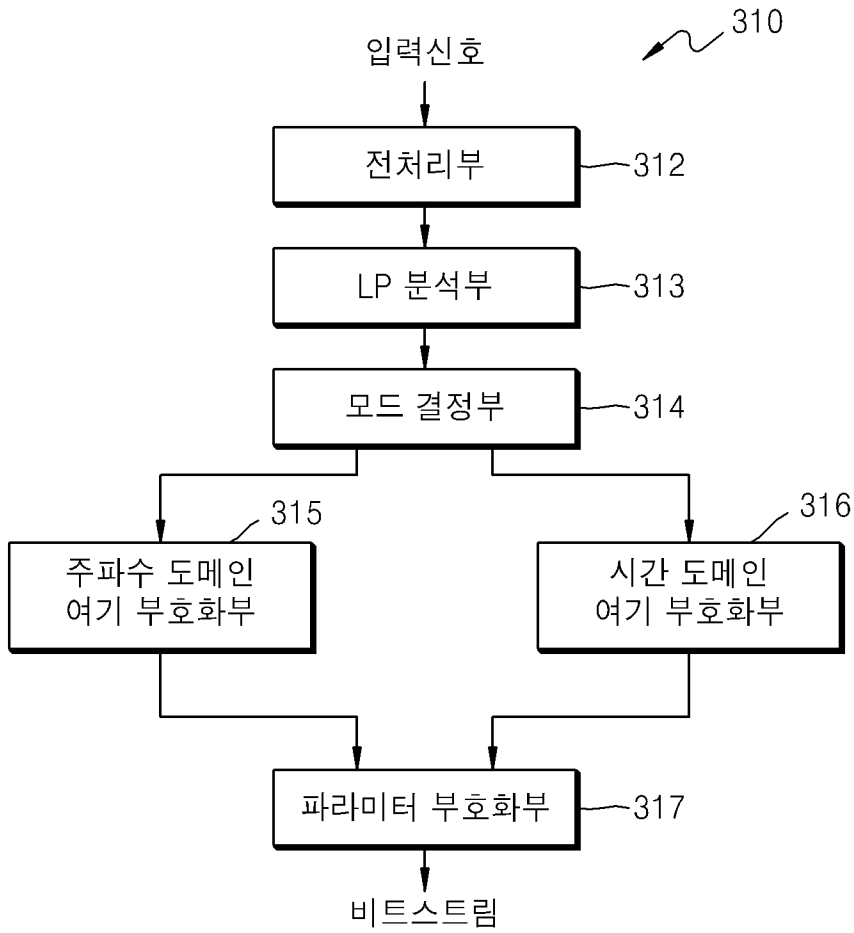 310
입력신호
전처리부
312
LP 분석부
313
모드 결정부
314
315
316
주파수 도메인
여기 부호화부
시간 도메인
여기 부호화부
파라미터 부호화부
317
비트스트림